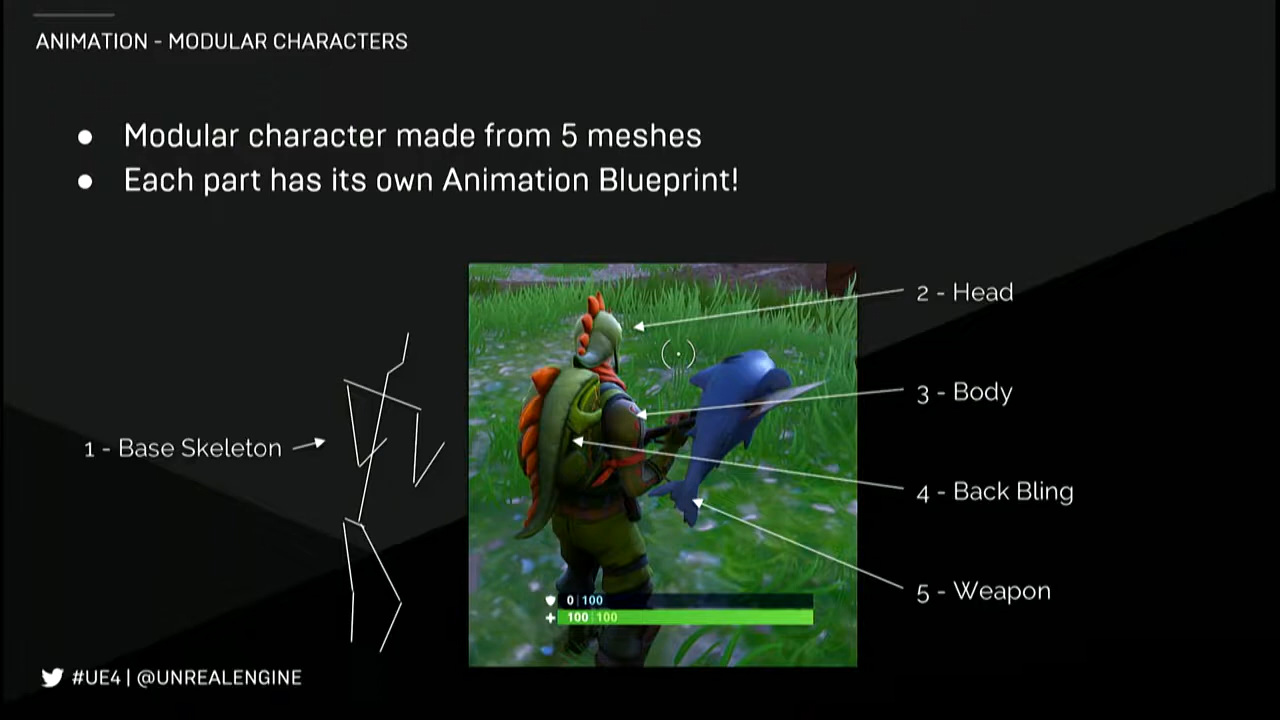 ANIMATION - MODULAR CHARACTERS
● Modular character made from 5 meshes
● Each part has its own Animation Blueprint!
2 - Head
3 - Body
1 - Base Skeleton
4 - Back Bling
5 - Weapon
0 | 100
100 | 100
#UE4 | @UNREALENGINE